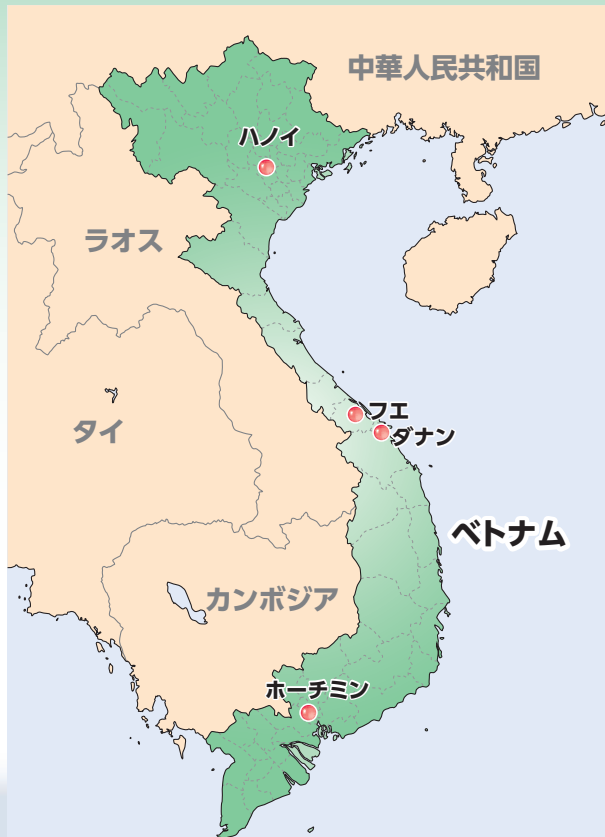 中華人民共和国
ハノイ
ラオス
フエ
タイ
ダナン
ベトナム
カンボジア
ホーチミン